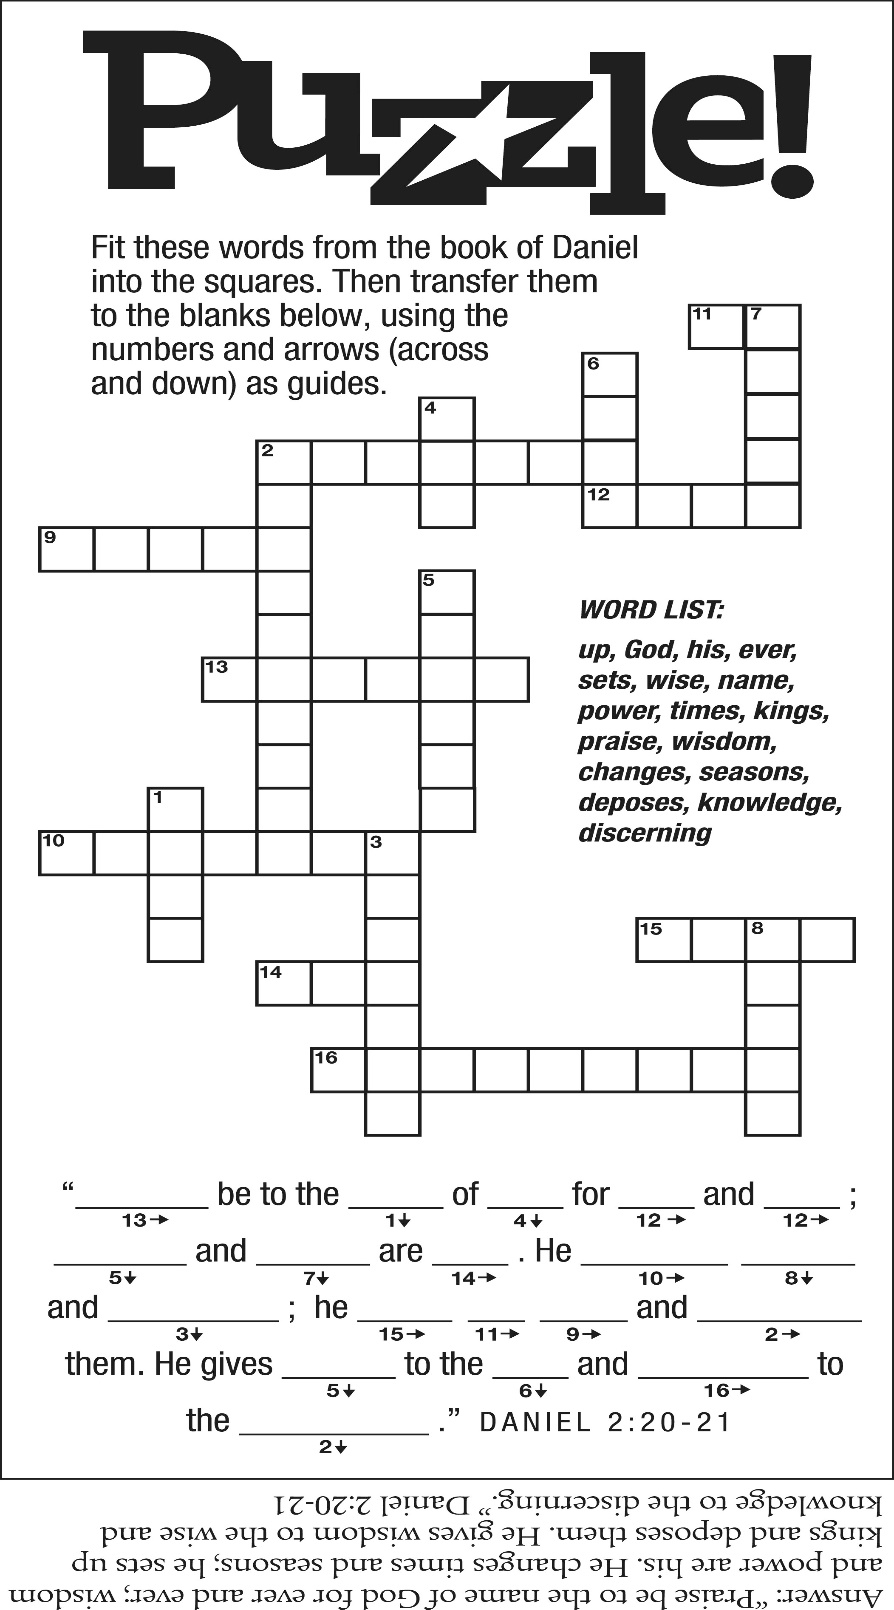 Puzzle!
Fit these words from the book of Daniel
into the squares. Then transfer them
to the blanks below, using the
numbers and arrows (across
and down) as guides.
11 7
6
4
2
12
9
5
WORD LIST:
up, God, his, ever,
sets, wise, name,
power, times, kings,
praise, wisdom,
changes, seasons,
deposes, knowledge,
discerning
13
1
10 3
15 8
14
16
“________ be to the ______ of _____ for _____ and _____ ;
13→ 1↓ 4↓ 12→ 12→
________ and _______ are _____ . He _________ _______
5↓ 7↓ 14→ 10→ 8↓
and __________ ; he ______ ____ ______ and __________
3↓ 15→ 11→ 9→ 2→
them. He gives _______ to the _____ and __________ to
5↓ 6↓ 16→
the ___________ .” DANIEL 2:20-21
2↓
Answer: “Praise be to the name of God for ever and ever; wisdom
and power are his. He changes times and seasons; he sets up
kings and deposes them. He gives wisdom to the wise and
knowledge to the discerning.” Daniel 2:20-21